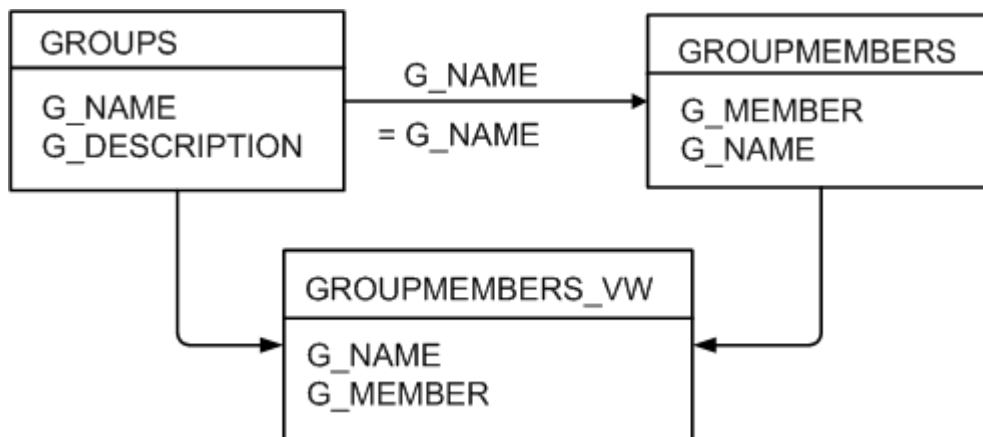 GROUPS
G_NAME
G_DESCRIPTION
G_NAME
= G_NAME
GROUPMEMBERS
G_MEMBER
G_NAME
GROUPMEMBERS_VW
G_NAME
G_MEMBER